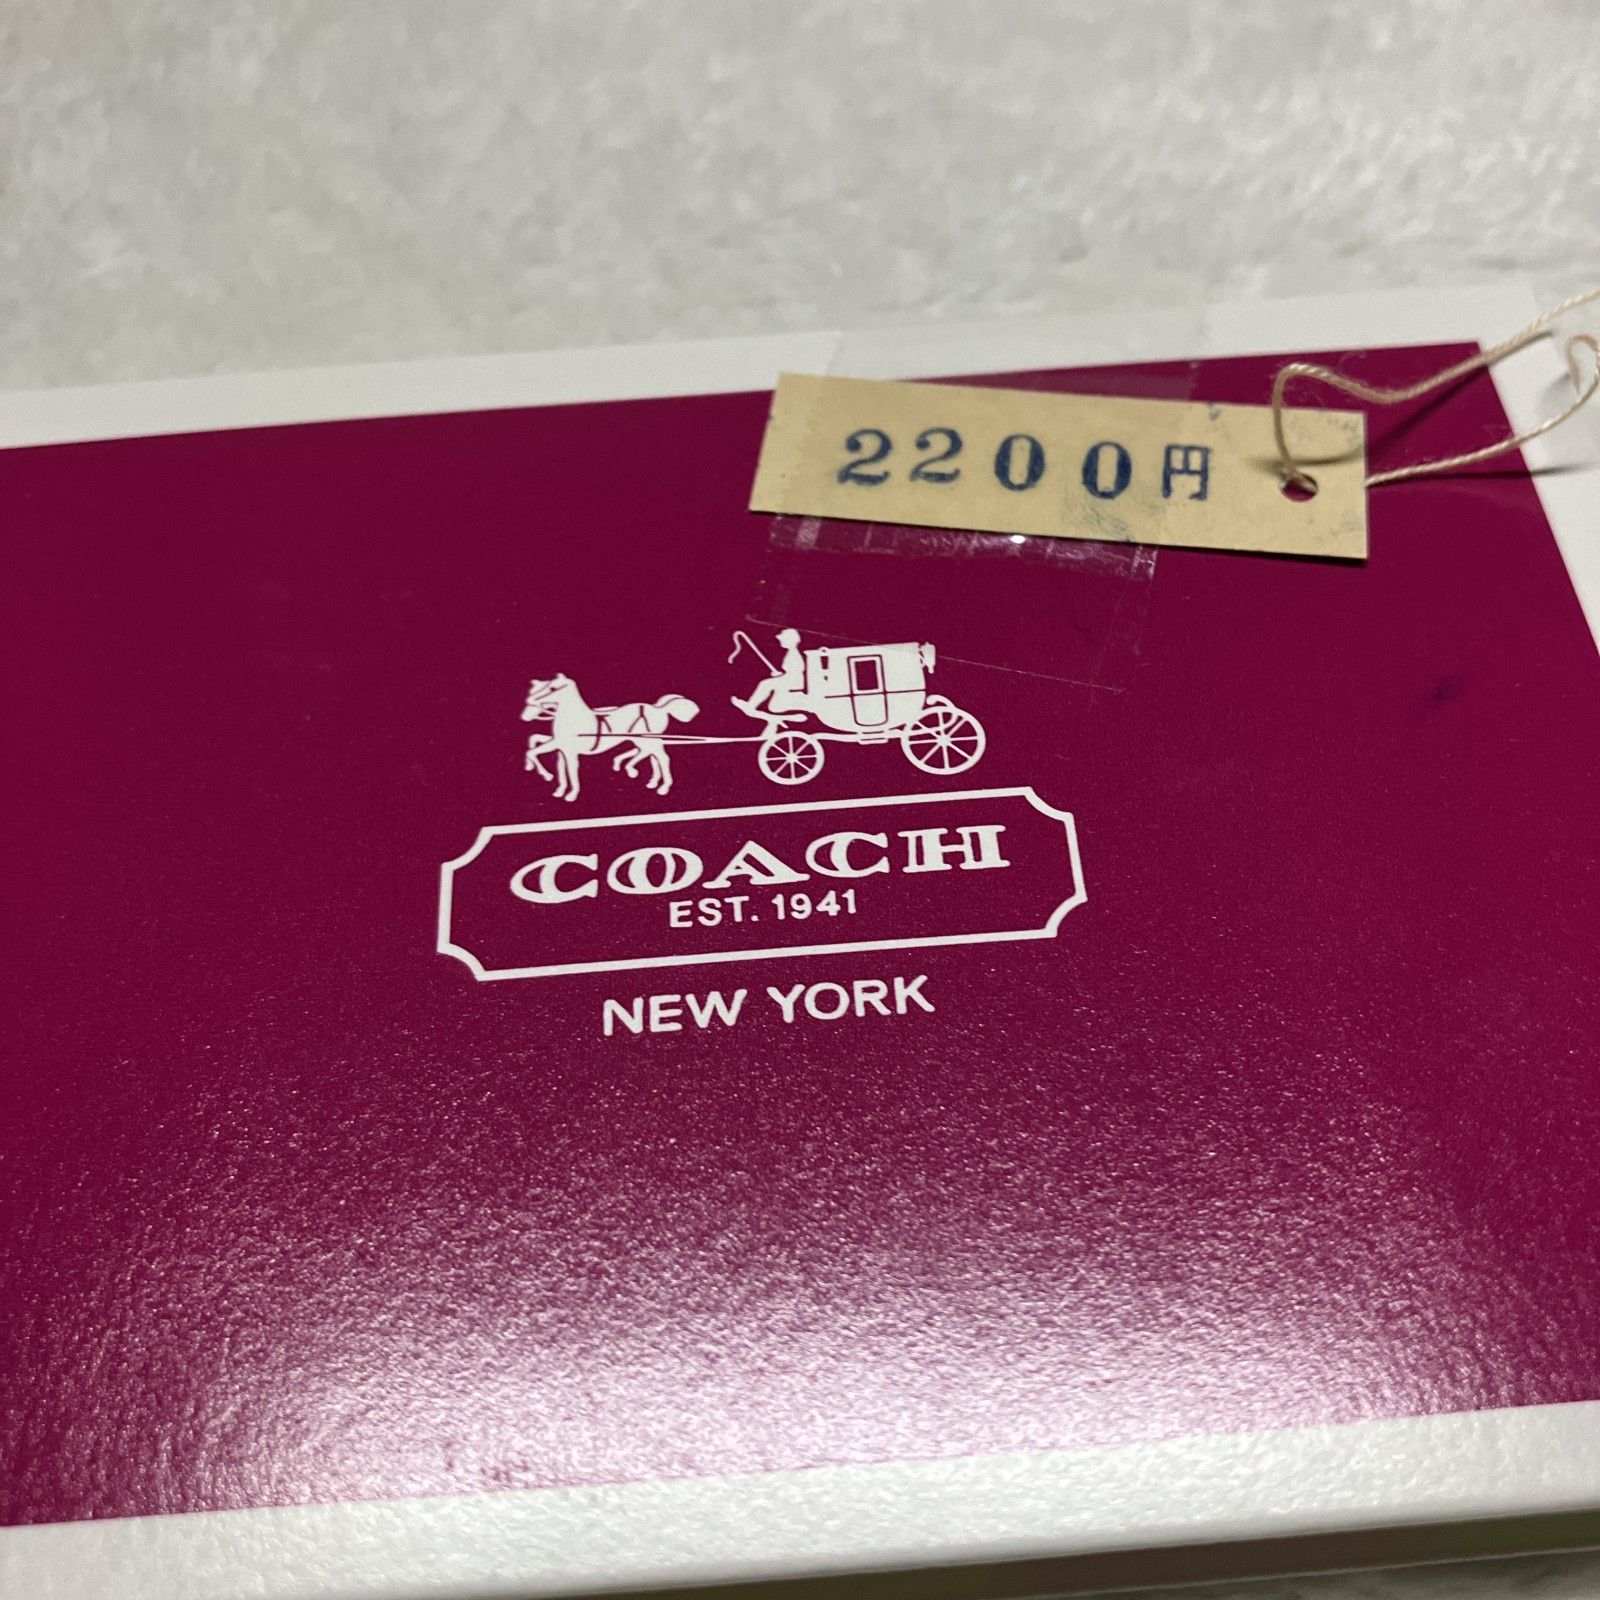 2200円
COACH
EST. 1941
NEW YORK